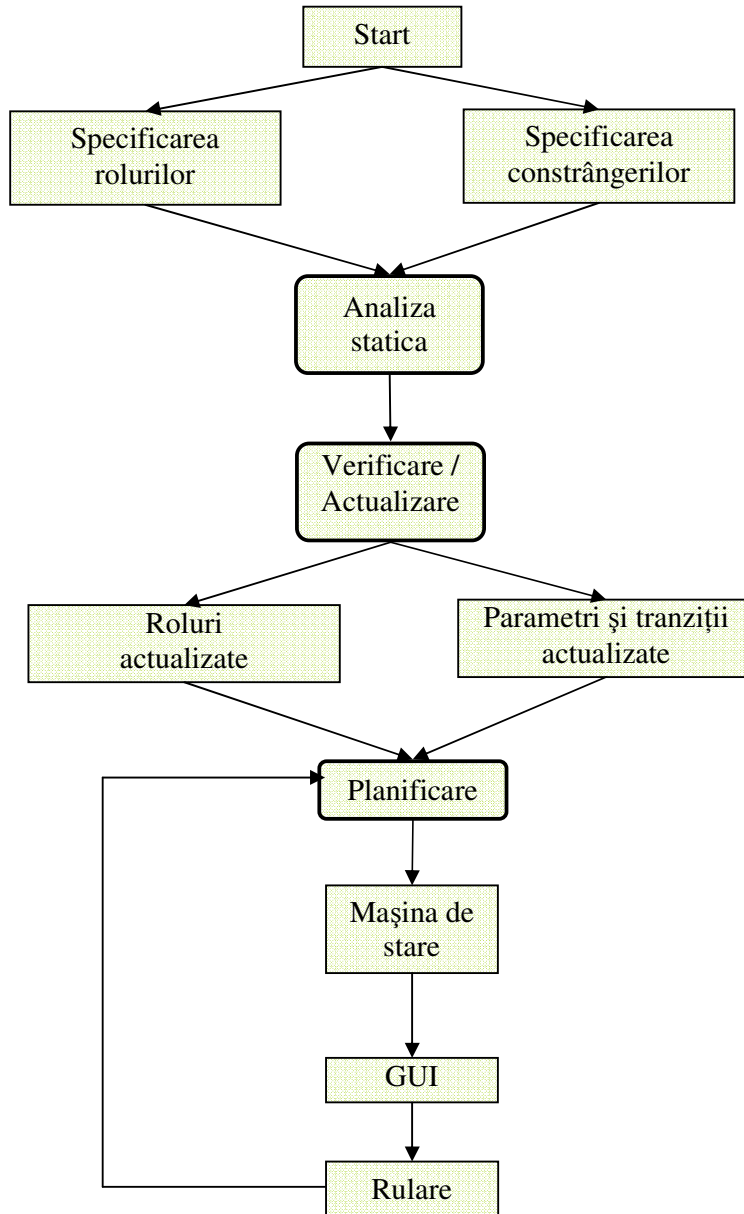 Start
Specificarea
rolurilor
Specificarea
constrângerilor
Analiza
statica
Verificare /
Actualizare
Roluri
actualizate
Parametri şi tranziții
actualizate
Planificare
Maşina de
stare
GUI
Rulare